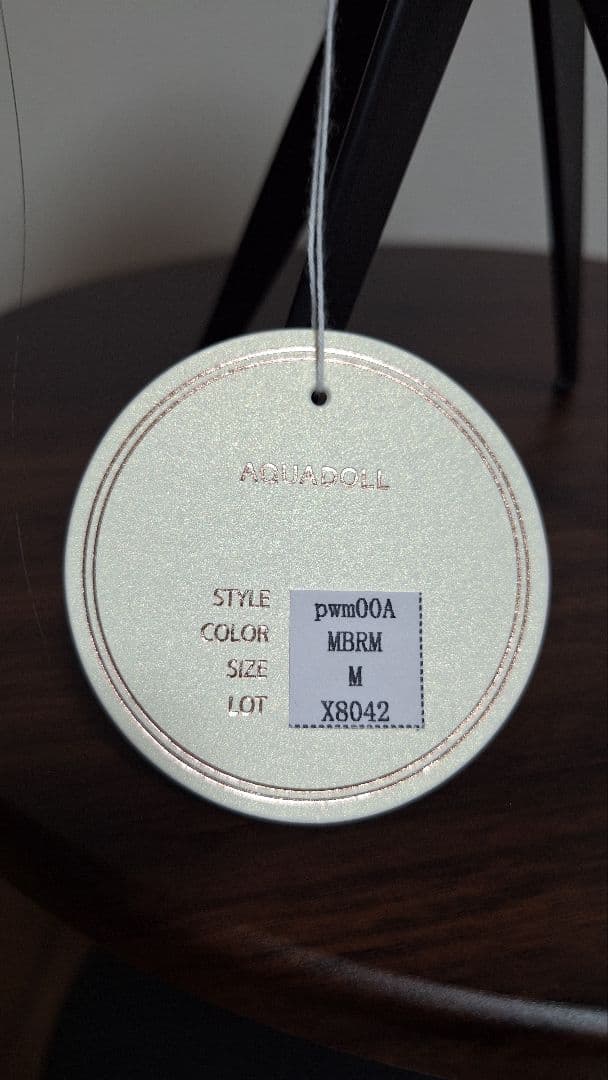 AQUADOLL
STYLE pwm00A
COLOR MBRM
SIZE M
LOT X8042